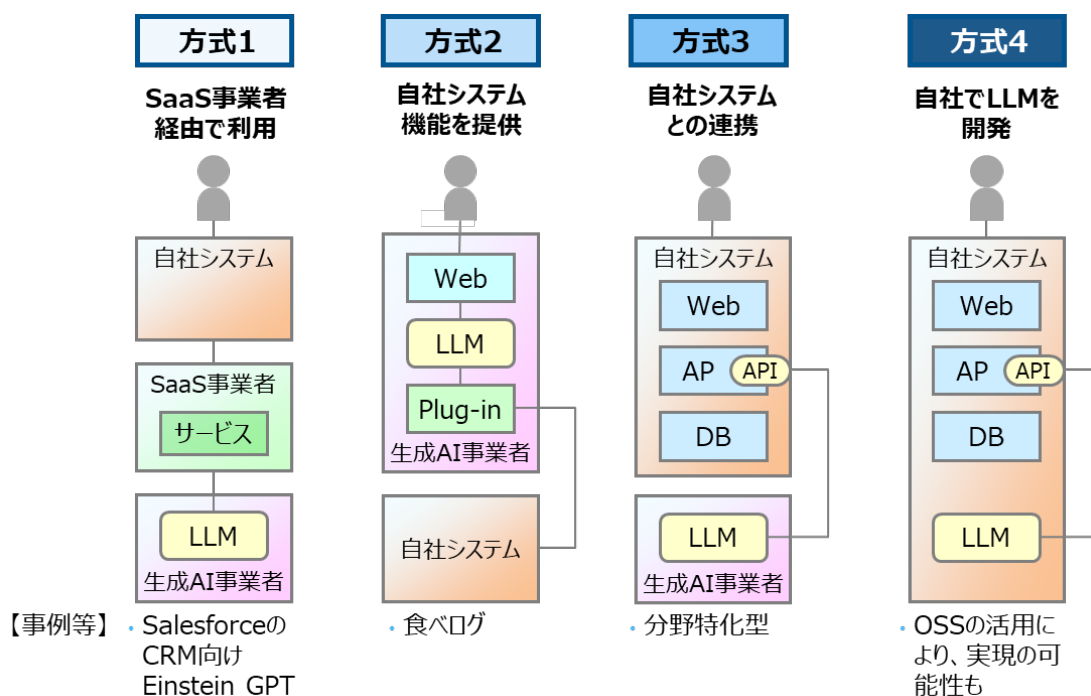 方式1
SaaS事業者
経由で利用
自社システム
SaaS事業者
サービス
LLM
生成AI事業者
方式2
自社システム
機能を提供
Web
LLM
Plug-in
生成AI事業者
自社システム
方式3
自社システム
との連携
自社システム
Web
AP
API
DB
LLM
生成AI事業者
方式4
自社でLLMを
開発
自社システム
Web
AP
API
DB
LLM
【事例等】
・Salesforceの
CRM向け
Einstein GPT
・食べログ
・分野特化型
・OSSの活用に
より、実現の可
能性も